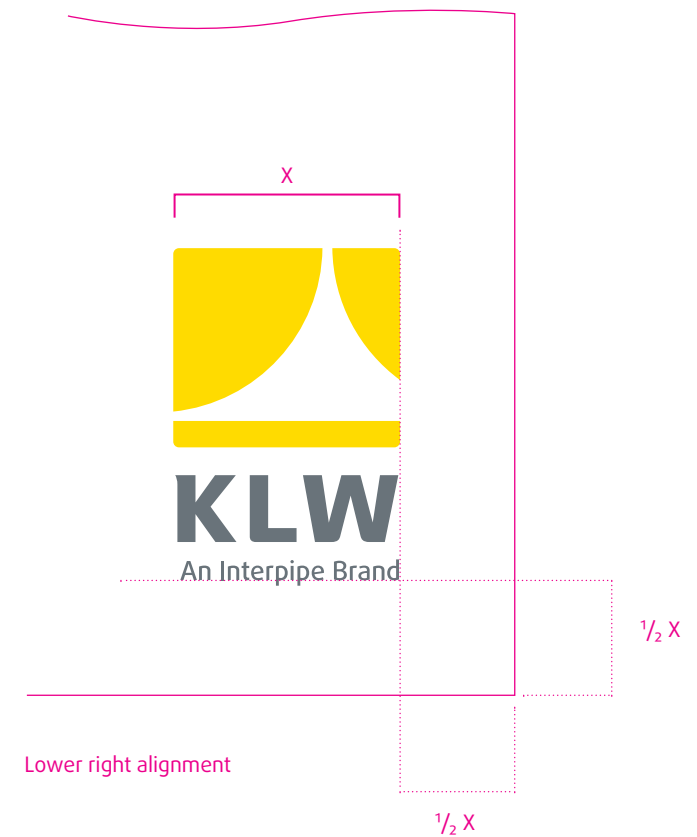 X
KLW
An Interpipe Brand
¹/₂ X
Lower right alignment
¹/₂ X